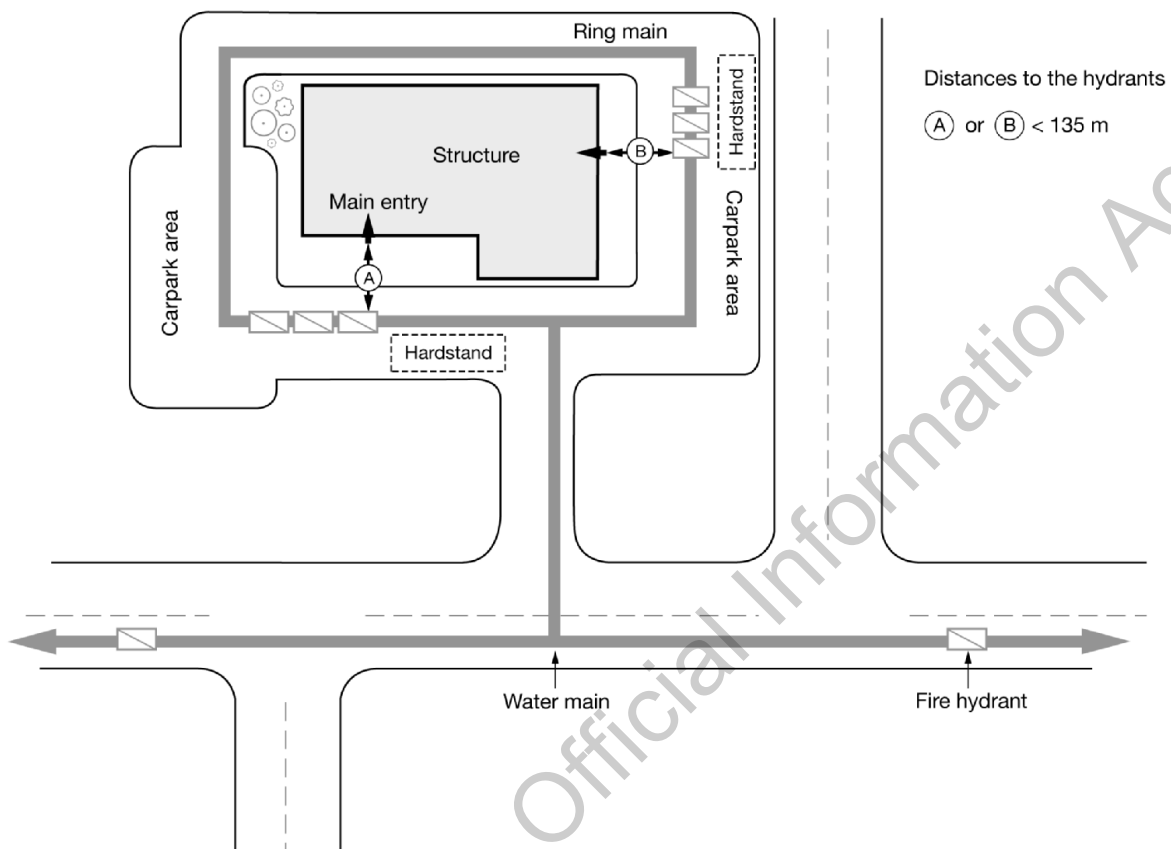 Ring main
Distances to the hydrants
A or B < 135 m
Hardstand
Structure
B
Main entry
Carpark area
A
Carpark area
Hardstand
Water main
Fire hydrant
Official Information Ac